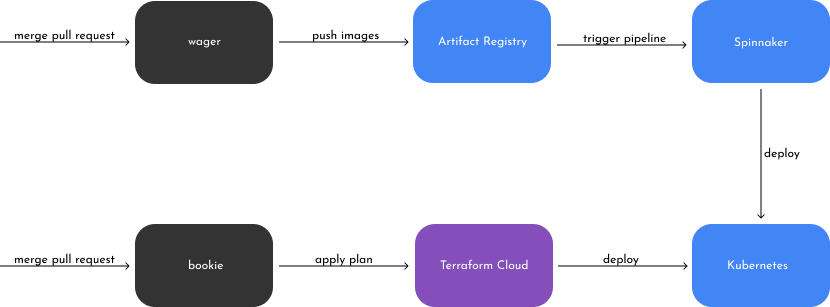 merge pull request
wager
push images
Artifact Registry
trigger pipeline
Spinnaker
deploy
merge pull request
bookie
apply plan
Terraform Cloud
deploy
Kubernetes